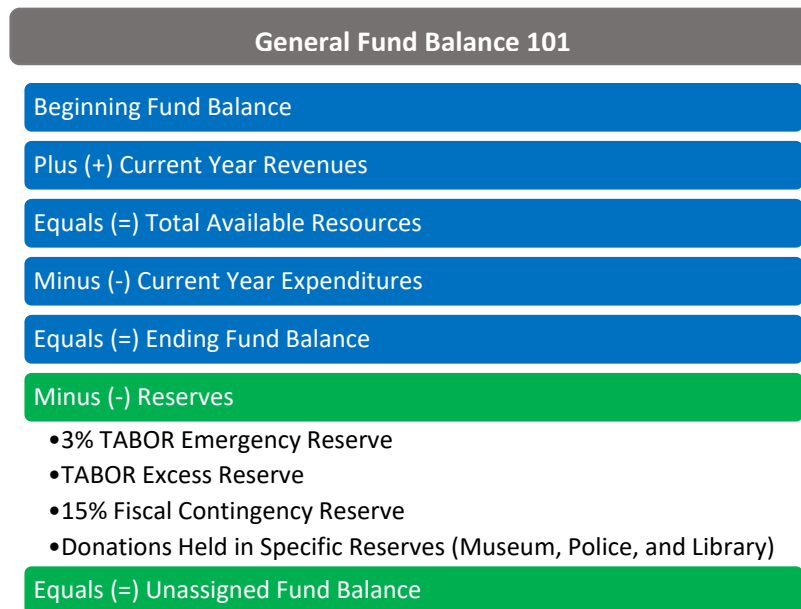 General Fund Balance 101
Beginning Fund Balance
Plus (+) Current Year Revenues
Equals (=) Total Available Resources
Minus (-) Current Year Expenditures
Equals (=) Ending Fund Balance
Minus (-) Reserves
•3% TABOR Emergency Reserve
•TABOR Excess Reserve
•15% Fiscal Contingency Reserve
•Donations Held in Specific Reserves (Museum, Police, and Library)
Equals (=) Unassigned Fund Balance